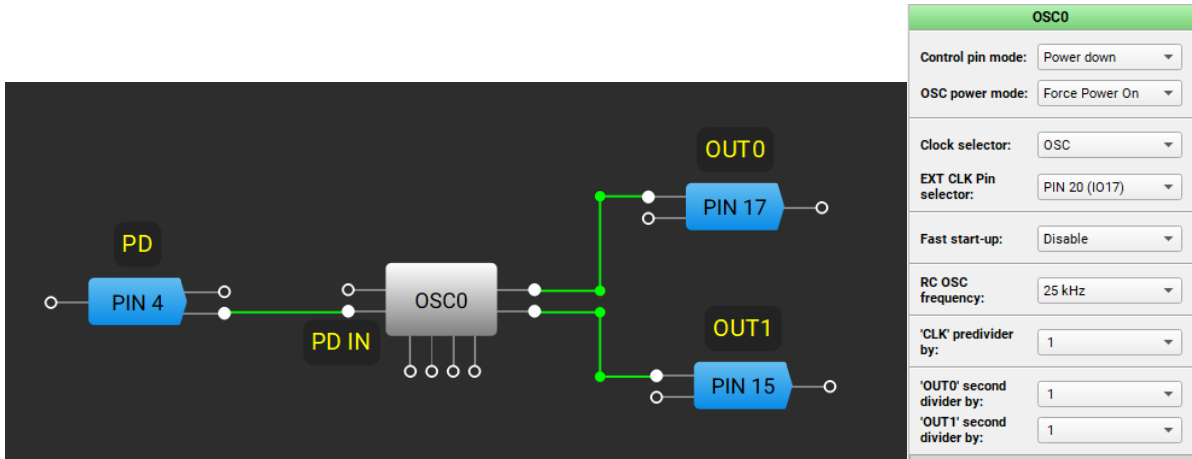 PD
PIN 4
PD IN
OSC0
OUT0
PIN 17
OUT1
PIN 15
OSC0
Control pin mode: Power down
OSC power mode: Force Power On
Clock selector: OSC
EXT CLK Pin
selector: PIN 20 (IO17)
Fast start-up: Disable
RC OSC
frequency: 25 kHz
'CLK' predivider
by: 1
'OUT0' second
divider by: 1
'OUT1' second
divider by: 1